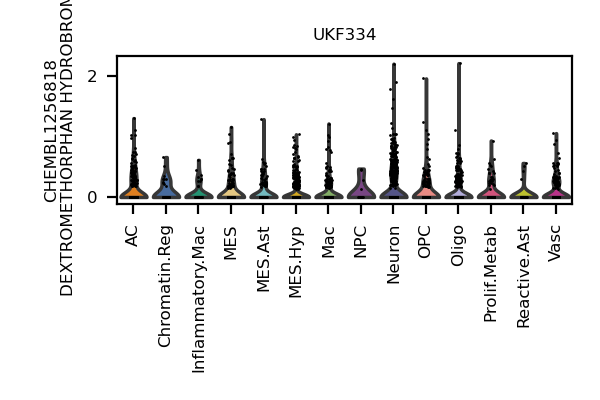 UKF334
CHEMBL1256818
DEXTROMETHORPHAN
2
0
AC
Chromatin.Reg
Inflammatory.Mac
MES
MES.Ast
MES.Hyp
Mac
NPC
Neuron
OPC
Oligo
Prolif.Metab
Reactive.Ast
Vasc